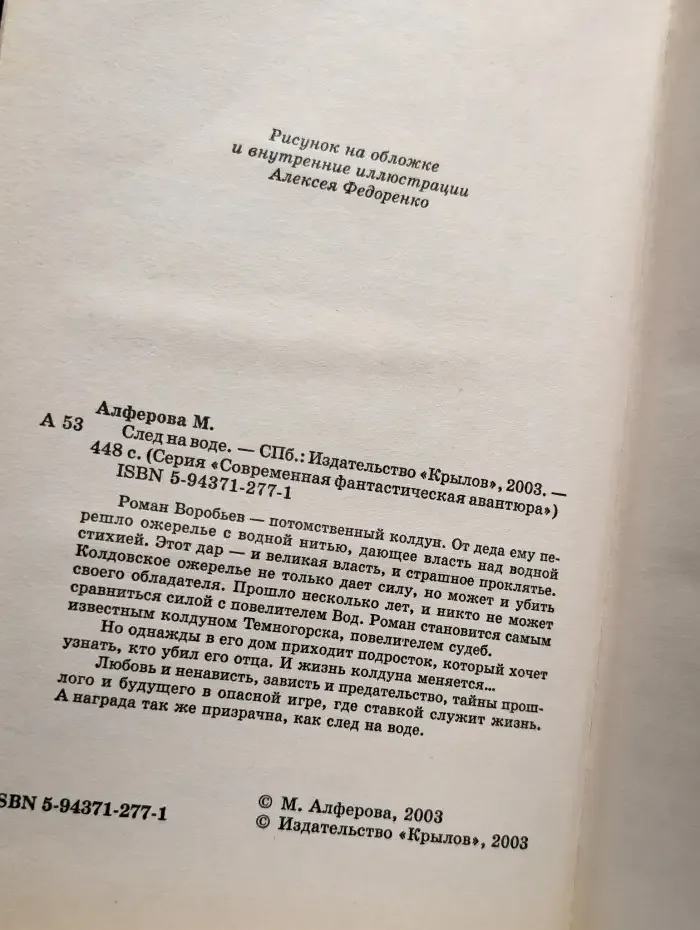 Рисунок на обложке
и внутренние иллюстрации
Алексея Федоренко
Алферова М.
А 53 След на воде. — СПб.: Издательство «Крылов», 2003. —
448 с. (Серия «Современная фантастическая авантюра»)
ISBN 5-94371-277-1
Роман Воробьев — потомственный колдун. От деда ему пе-
решло ожерелье с водной нитью, дающее власть над водной
стихией. Этот дар — и великая власть, и страшное проклятье.
Колдовское ожерелье не только дает силу, но может и убить
своего обладателя. Прошло несколько лет, и никто не может
сравниться силой с повелителем Вод. Роман становится самым
известным колдуном Темногорска, повелителем судеб.
Но однажды в его дом приходит подросток, который хочет
узнать, кто убил его отца. И жизнь колдуна меняется...
Любовь и ненависть, зависть и предательство, тайны прош-
лого и будущего в опасной игре, где ставкой служит жизнь.
А награда так же призрачна, как след на воде.
SBN 5-94371-277-1
© М. Алферова, 2003
© Издательство «Крылов», 2003